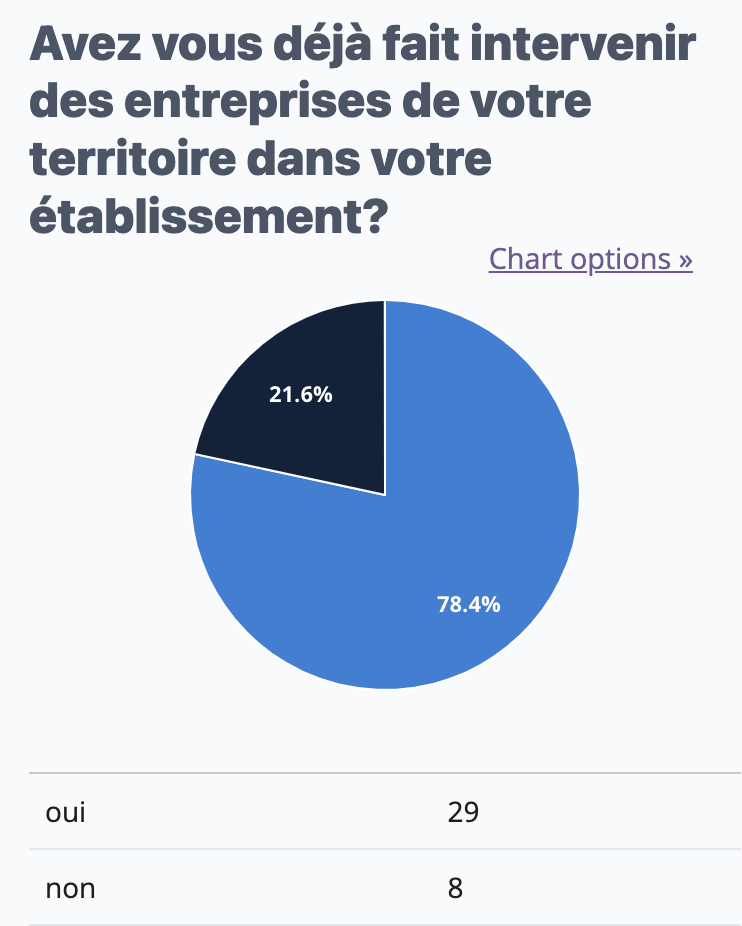 Avez vous déjà fait intervenir
des entreprises de votre
territoire dans votre
établissement?
Chart options »
21.6%
78.4%
oui 29
non 8